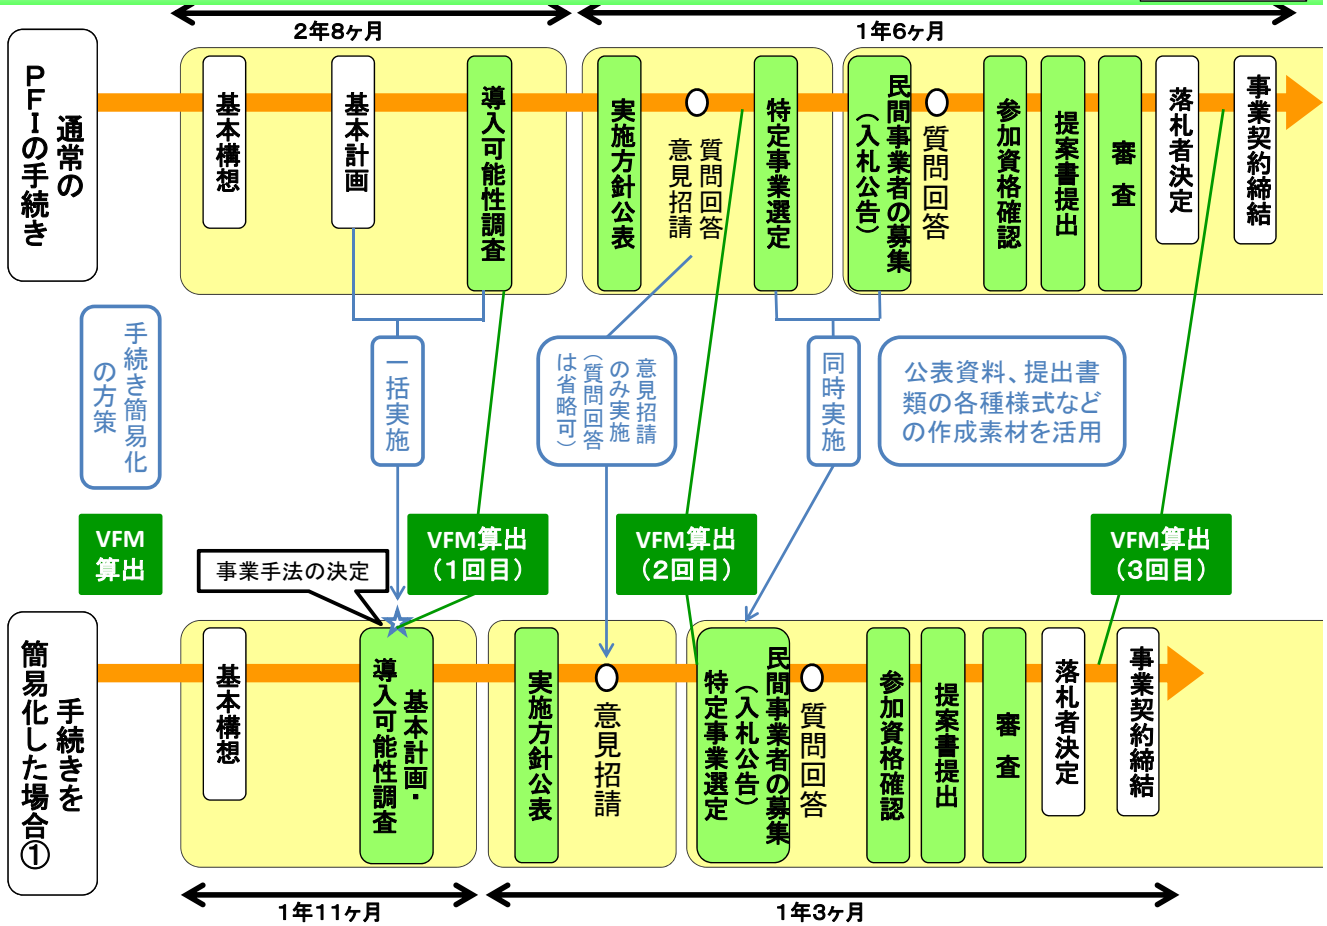 2年8ヶ月
1年6ヶ月
通常の
PFIの手続き
基本構想
基本計画
導入可能性調査
実施方針公表
質問回答
意見招請
特定事業選定
民間事業者の募集
（入札公告）
質問回答
参加資格確認
提案書提出
審査
落札者決定
事業契約締結
手続き簡易化
の方策
一括実施
意見招請
のみ実施
（質問回答
は省略可）
同時実施
公表資料、提出書
類の各種様式など
の作成素材を活用
VFM
算出
事業手法の決定
VFM算出
（1回目）
VFM算出
（2回目）
VFM算出
（3回目）
手続きを
簡易化した場合①
基本構想
基本計画・
導入可能性調査
実施方針公表
意見招請
民間事業者の募集
（入札公告）
特定事業選定
質問回答
参加資格確認
提案書提出
審査
落札者決定
事業契約締結
1年11ヶ月
1年3ヶ月